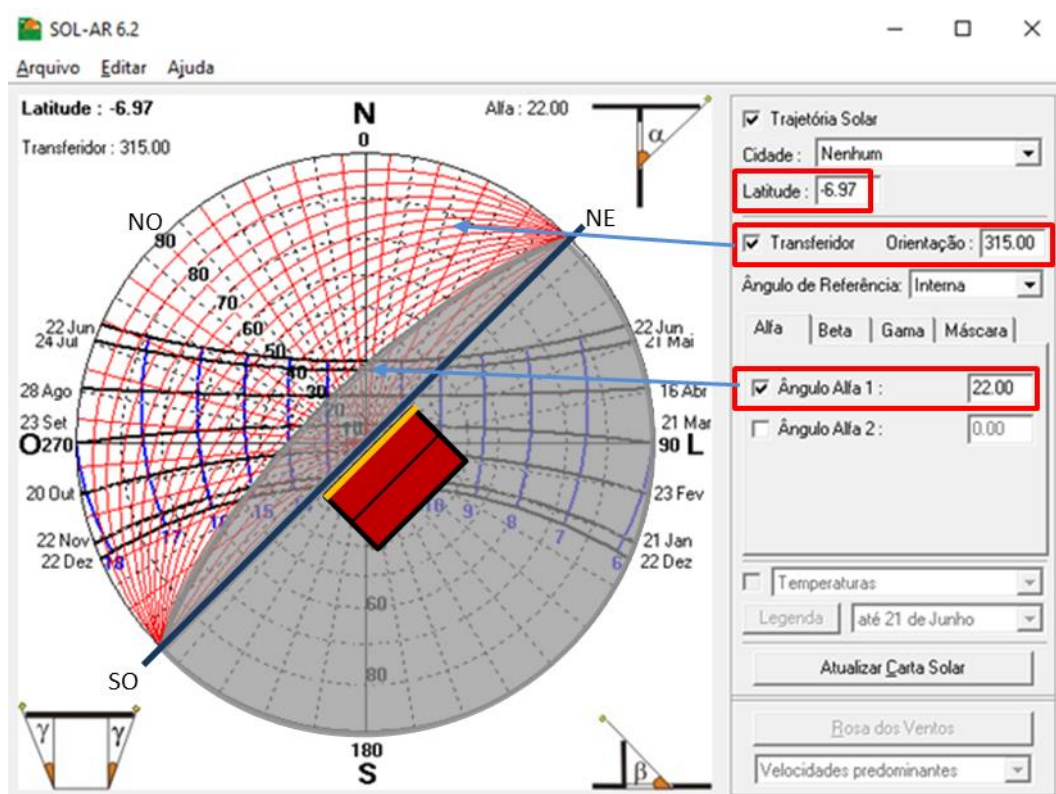 SOL-AR 6.2
Arquivo Editar Ajuda
Latitude : -6.97
Transferidor : 315.00
N
0
Alfa : 22.00
α
NO
NE
90
80
70
60
50
40
30
20
10
22 Jun
24 Jul
28 Ago
23 Set
O270
20 Out
22 Nov
22 Dez
22 Jun
21 Mai
16 Abr
21 Mar
90 L
23 Fev
21 Jan
22 Dez
18
17
16
15
10
9
8
7
6
60
80
SO
180
S
γ γ
β
Trajetória Solar
Cidade : Nenhum
Latitude : -6.97
Transferidor Orientação : 315.00
Ângulo de Referência: Interna
Alfa Beta Gama Máscara
Ângulo Alfa 1 : 22.00
Ângulo Alfa 2 : 0.00
Temperaturas
Legenda até 21 de Junho
Atualizar Carta Solar
Rosa dos Ventos
Velocidades predominantes